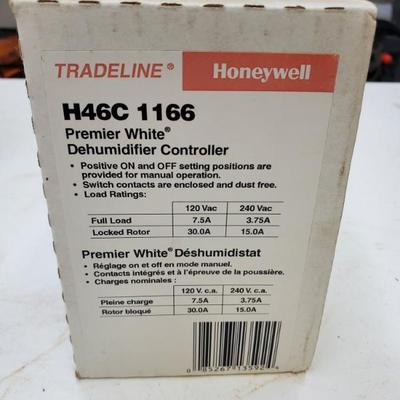 TRADELINE® Honeywell
H46C 1166
Premier White®
Dehumidifier Controller
• Positive ON and OFF setting positions are
provided for manual operation.
• Switch contacts are enclosed and dust free.
• Load Ratings:
120 Vac 240 Vac
Full Load 7.5A 3.75A
Locked Rotor 30.0A 15.0A
Premier White® Déshumidistat
• Réglage on et off en mode manuel.
• Contacts intégrés et à l'épreuve de la poussière.
• Charges nominales :
120 V. c.a. 240 V. c.a.
Pleine charge 7.5A 3.75A
Rotor bloqué 30.0A 15.0A
0 85267 13592 4